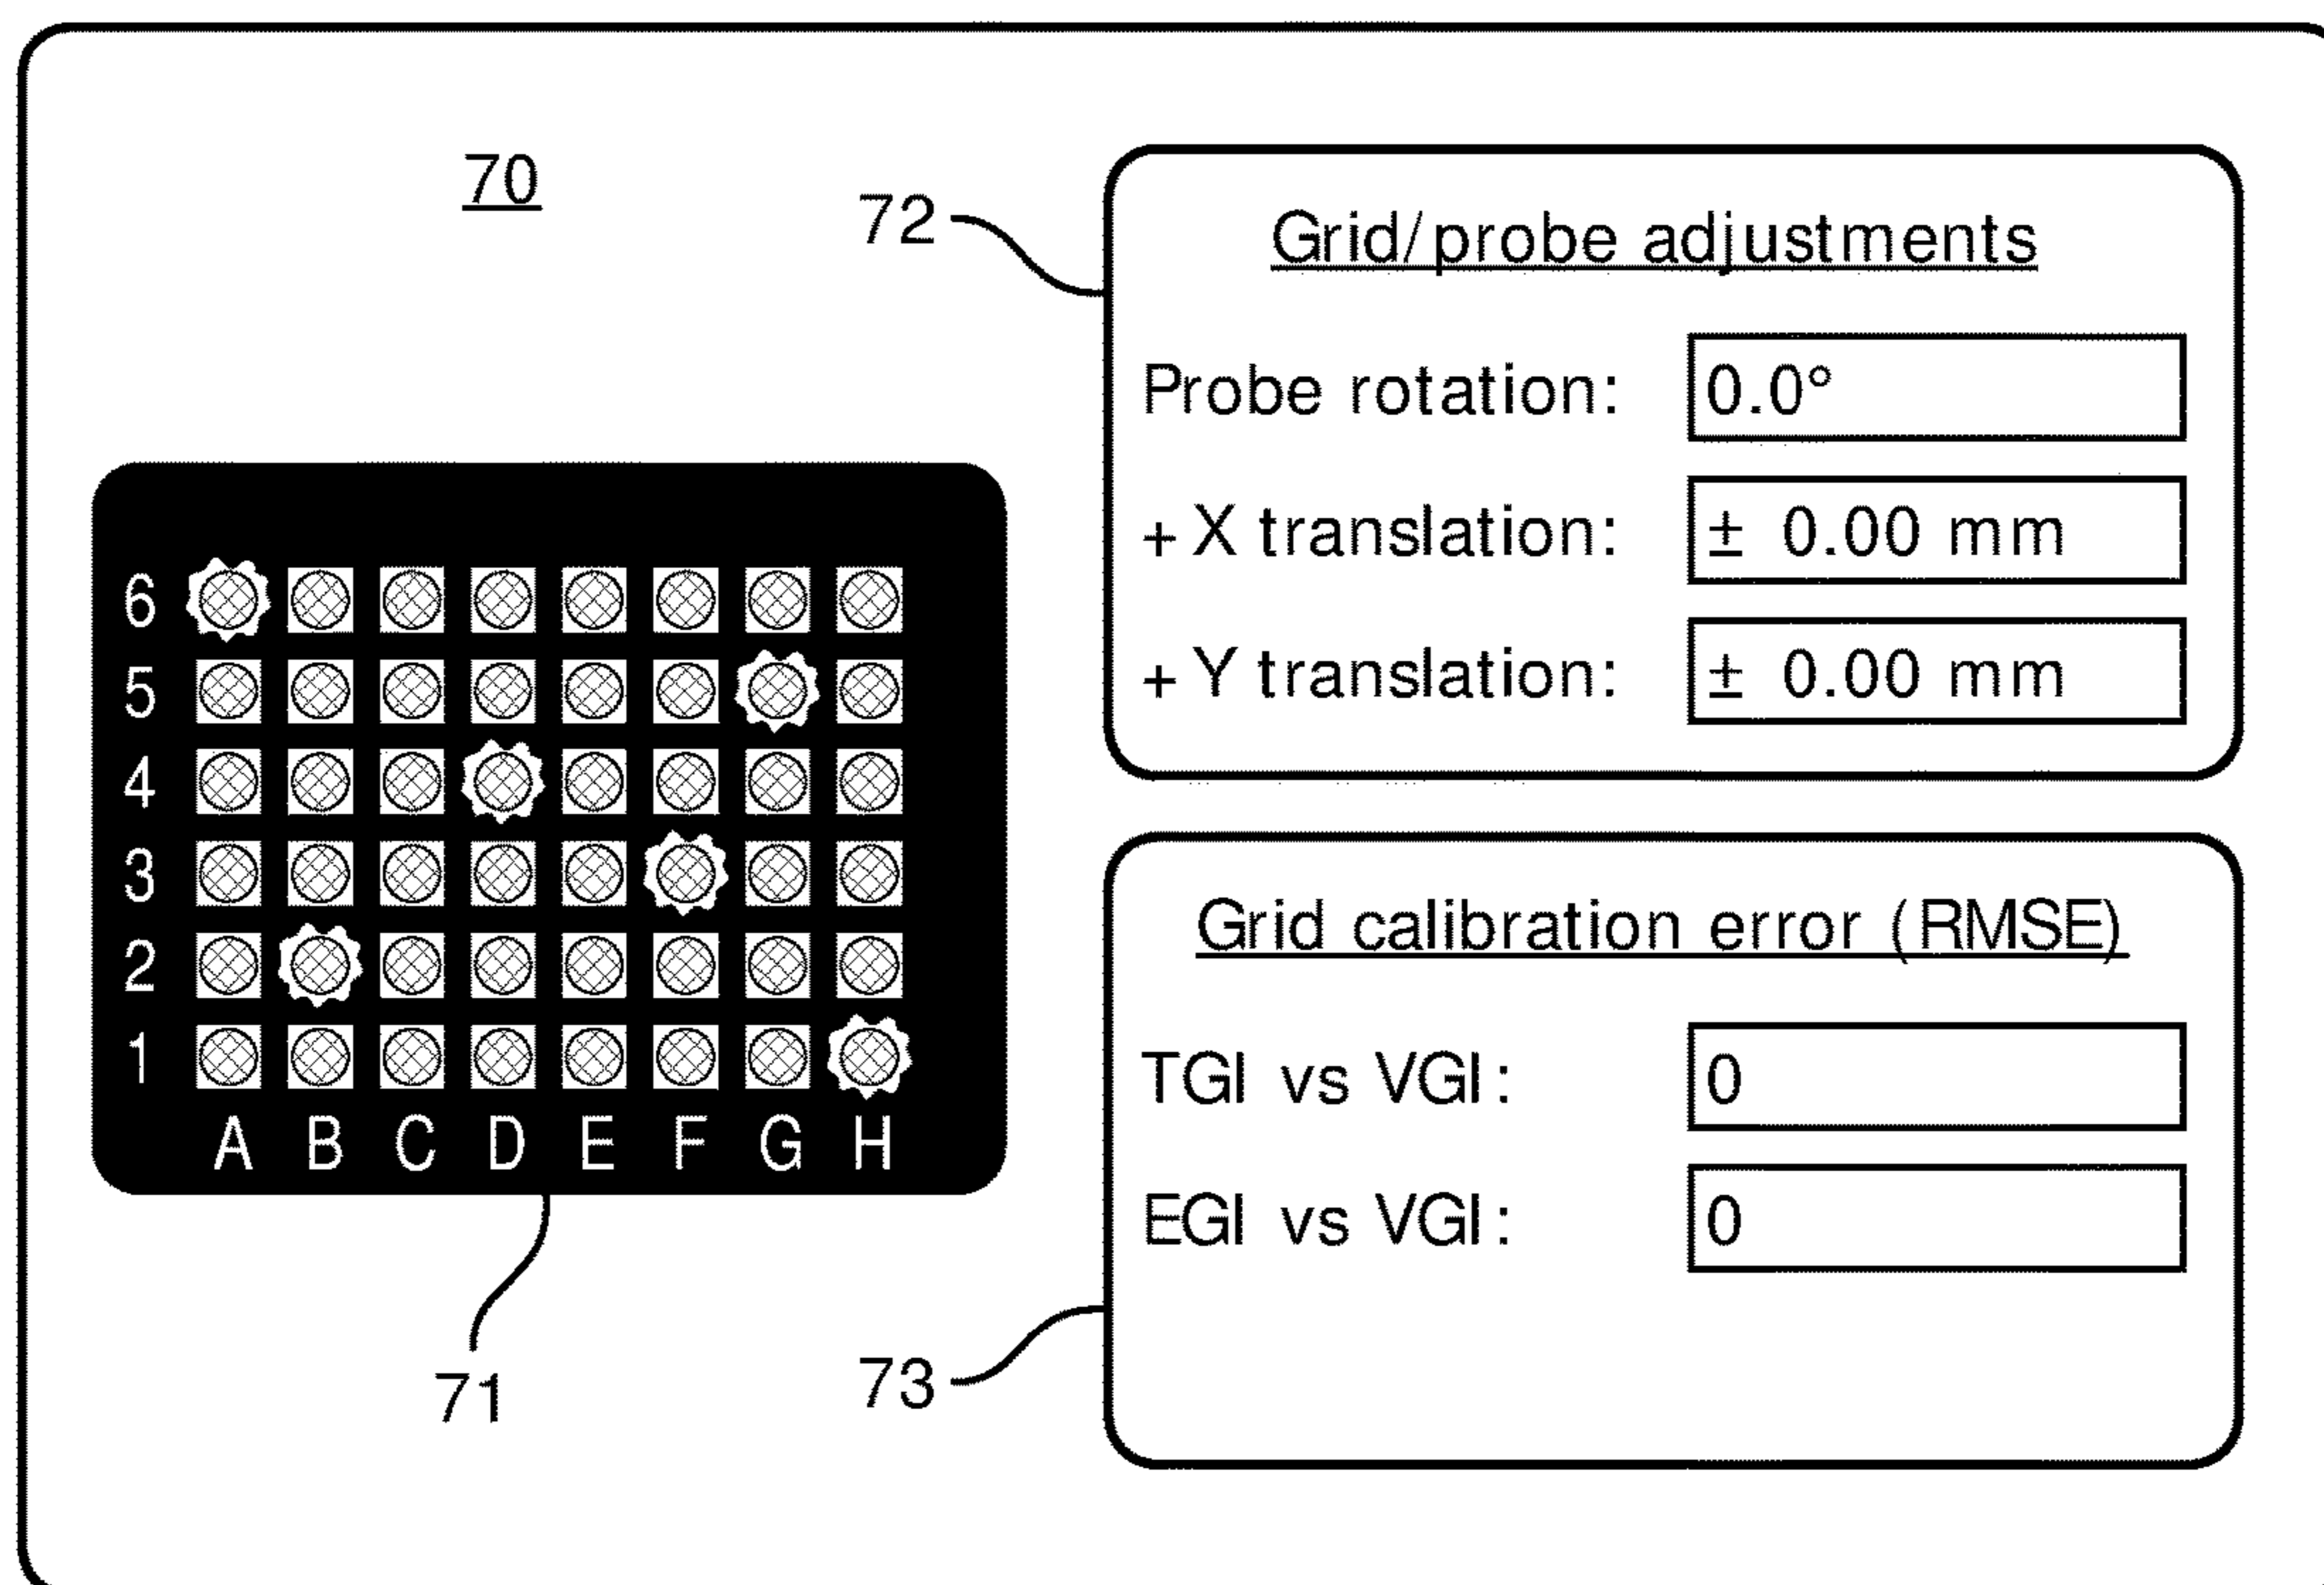 70
72
Grid/probe adjustments
Probe rotation: 0.0°
+X translation: ± 0.00 mm
+Y translation: ± 0.00 mm
6
5
4
3
2
1
A B C D E F G H
71
73
Grid calibration error (RMSE)
TGI vs VGI: 0
EGI vs VGI: 0